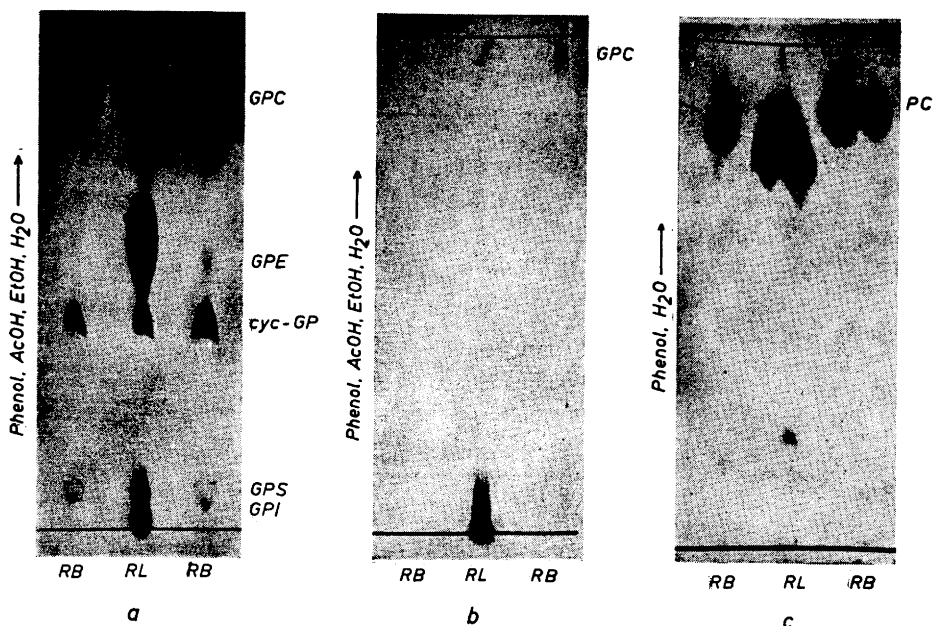 Phenol, AcOH, EtOH, H2O
GPC
GPE
cyc-GP
GPS
GPI
RB RL RB
a
Phenol, AcOH, EtOH, H2O
GPC
RB RL RB
b
Phenol, H2O
PC
RB RL RB
c